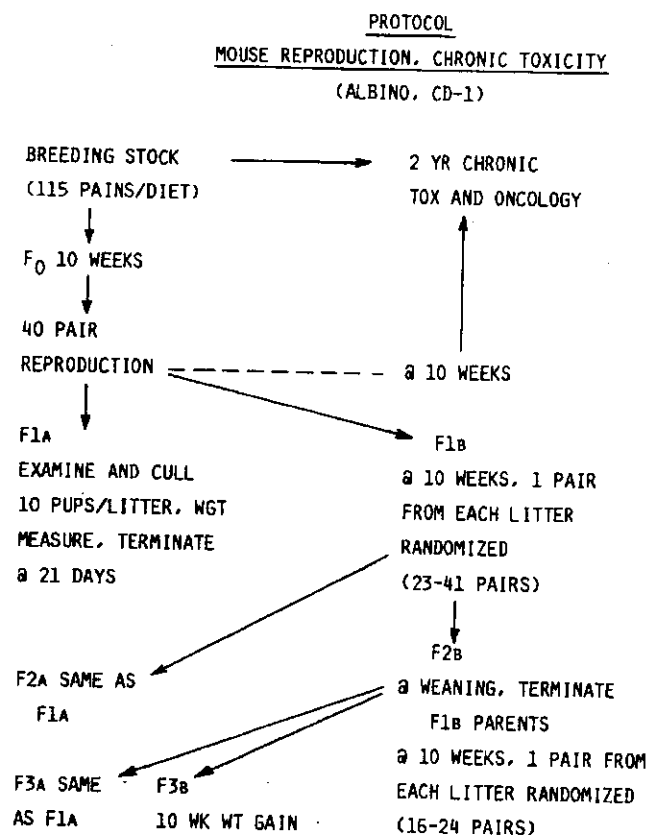 PROTOCOL
MOUSE REPRODUCTION, CHRONIC TOXICITY
(ALBINO, CD-1)
BREEDING STOCK
(115 PAINS/DIET)
2 YR CHRONIC
TOX AND ONCOLOGY
F0 10 WEEKS
40 PAIR
REPRODUCTION
a 10 WEEKS
F1A
EXAMINE AND CULL
10 PUPS/LITTER, WGT
MEASURE, TERMINATE
a 21 DAYS
F1B
a 10 WEEKS, 1 PAIR
FROM EACH LITTER
RANDOMIZED
(23-41 PAIRS)
F2A SAME AS
F1A
F2B
a WEANING, TERMINATE
F1B PARENTS
a 10 WEEKS, 1 PAIR FROM
EACH LITTER RANDOMIZED
(16-24 PAIRS)
F3A SAME
AS F1A
F3B
10 WK WT GAIN